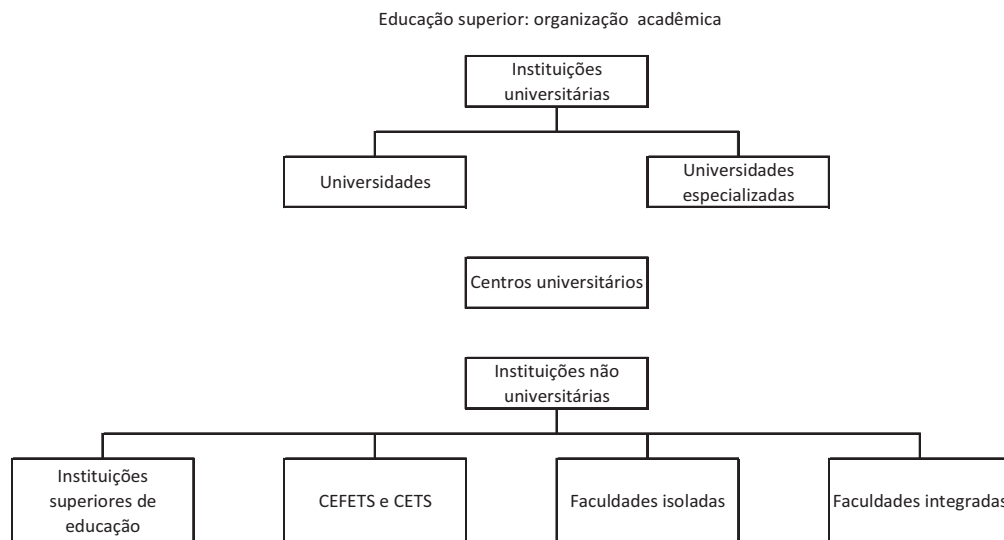 Educação superior: organização acadêmica
Instituições
universitárias
Universidades
Universidades
especializadas
Centros universitários
Instituições não
universitárias
Instituições
superiores de
educação
CEFETS e CETS
Faculdades isoladas
Faculdades integradas